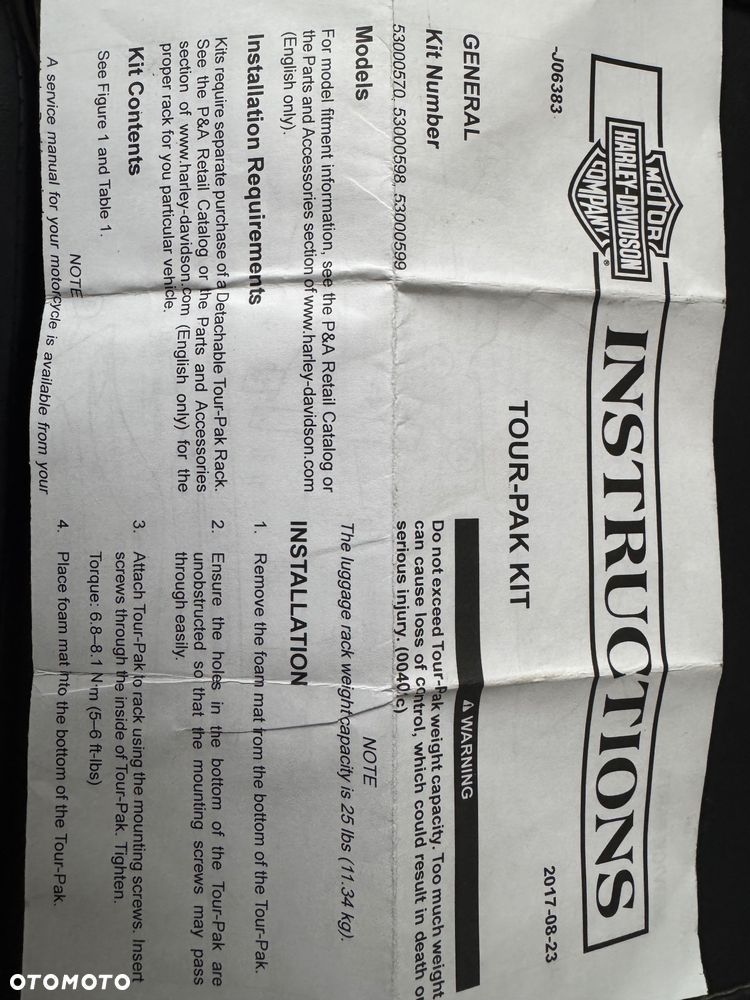 MOTOR
HARLEY-DAVIDSON
COMPANY
®
INSTRUCTIONS
-J06383
2017-08-23
TOUR-PAK KIT
GENERAL
Kit Number
53000570, 53000598, 53000599
Models
For model fitment information, see the P&A Retail Catalog or
the Parts and Accessories section of www.harley-davidson.com
(English only).
Installation Requirements
Kits require separate purchase of a Detachable Tour-Pak Rack.
See the P&A Retail Catalog or the Parts and Accessories
section of www.harley-davidson.com (English only) for the
proper rack for you particular vehicle.
Kit Contents
See Figure 1 and Table 1.
NOTE
A service manual for your motorcycle is available from your
WARNING
Do not exceed Tour-Pak weight capacity. Too much weight
can cause loss of control, which could result in death o
serious injury. (00401c)
NOTE
The luggage rack weight capacity is 25 lbs (11.34 kg).
INSTALLATION
1. Remove the foam mat from the bottom of the Tour-Pak.
2. Ensure the holes in the bottom of the Tour-Pak are
unobstructed so that the mounting screws may pass
through easily.
3. Attach Tour-Pak to rack using the mounting screws. Insert
screws through the inside of Tour-Pak. Tighten.
Torque: 6.8–8.1 N·m (5–6 ft-lbs)
4. Place foam mat into the bottom of the Tour-Pak.
OTOMOTO